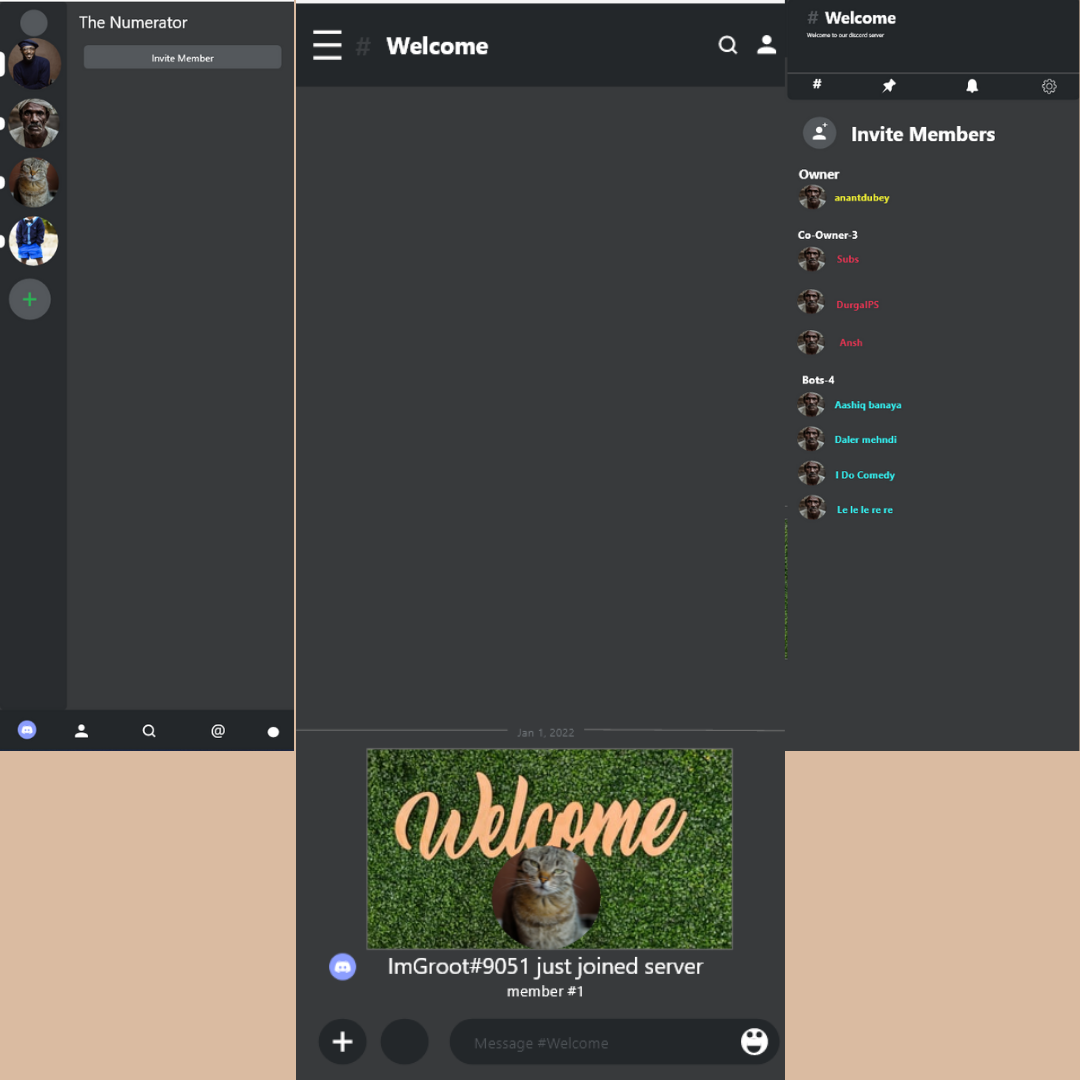 The Numerator
Invite Member
@
# Welcome
Jan 1, 2022
Welcome
ImGroot#9051 just joined server
member #1
Message #Welcome
# Welcome
Welcome to our discord server
#
Invite Members
Owner
anantdubey
Co-Owner-3
Subs
DurgaIPS
Ansh
Bots-4
Aashiq banaya
Daler mehndi
I Do Comedy
Le le le re re